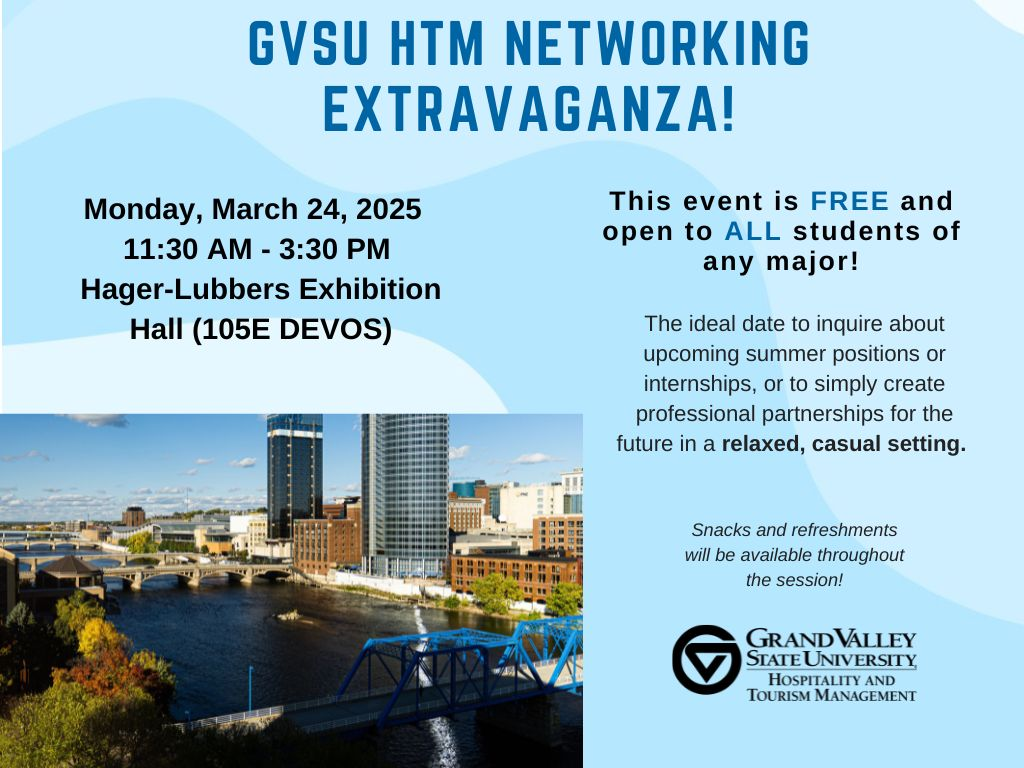 GVSU HTM NETWORKING
EXTRAVAGANZA!
Monday, March 24, 2025
11:30 AM - 3:30 PM
Hager-Lubbers Exhibition
Hall (105E DEVOS)
This event is FREE and
open to ALL students of
any major!
The ideal date to inquire about
upcoming summer positions or
internships, or to simply create
professional partnerships for the
future in a relaxed, casual setting.
Snacks and refreshments
will be available throughout
the session!
GRANDVALLEY
STATE UNIVERSITY
HOSPITALITY AND
TOURISM MANAGEMENT